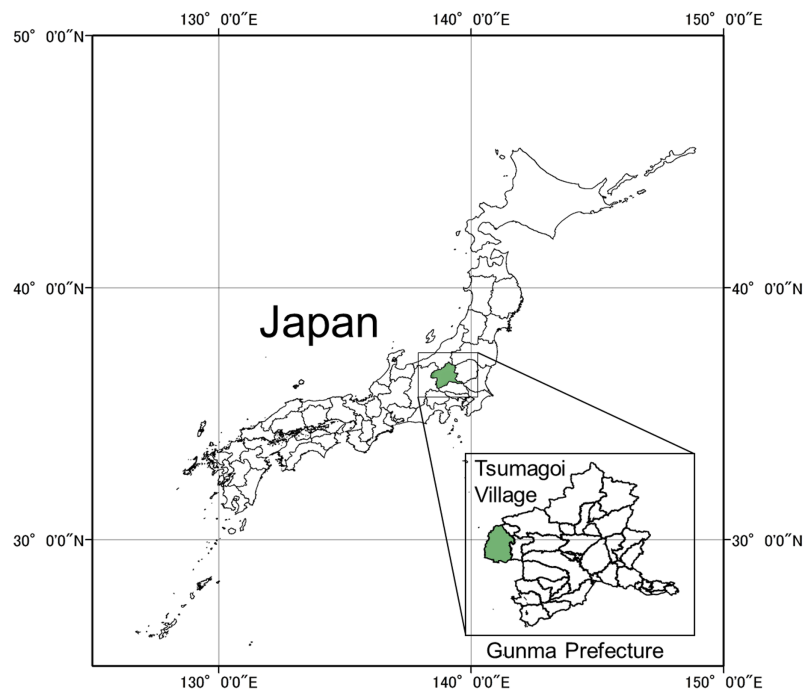 130° 0′0″E 140° 0′0″E 150° 0′0″E
50° 0′0″N
40° 0′0″N 40° 0′0″N
Japan
Tsumagoi
Village
30° 0′0″N 30° 0′0″N
Gunma Prefecture
130° 0′0″E 140° 0′0″E 150° 0′0″E